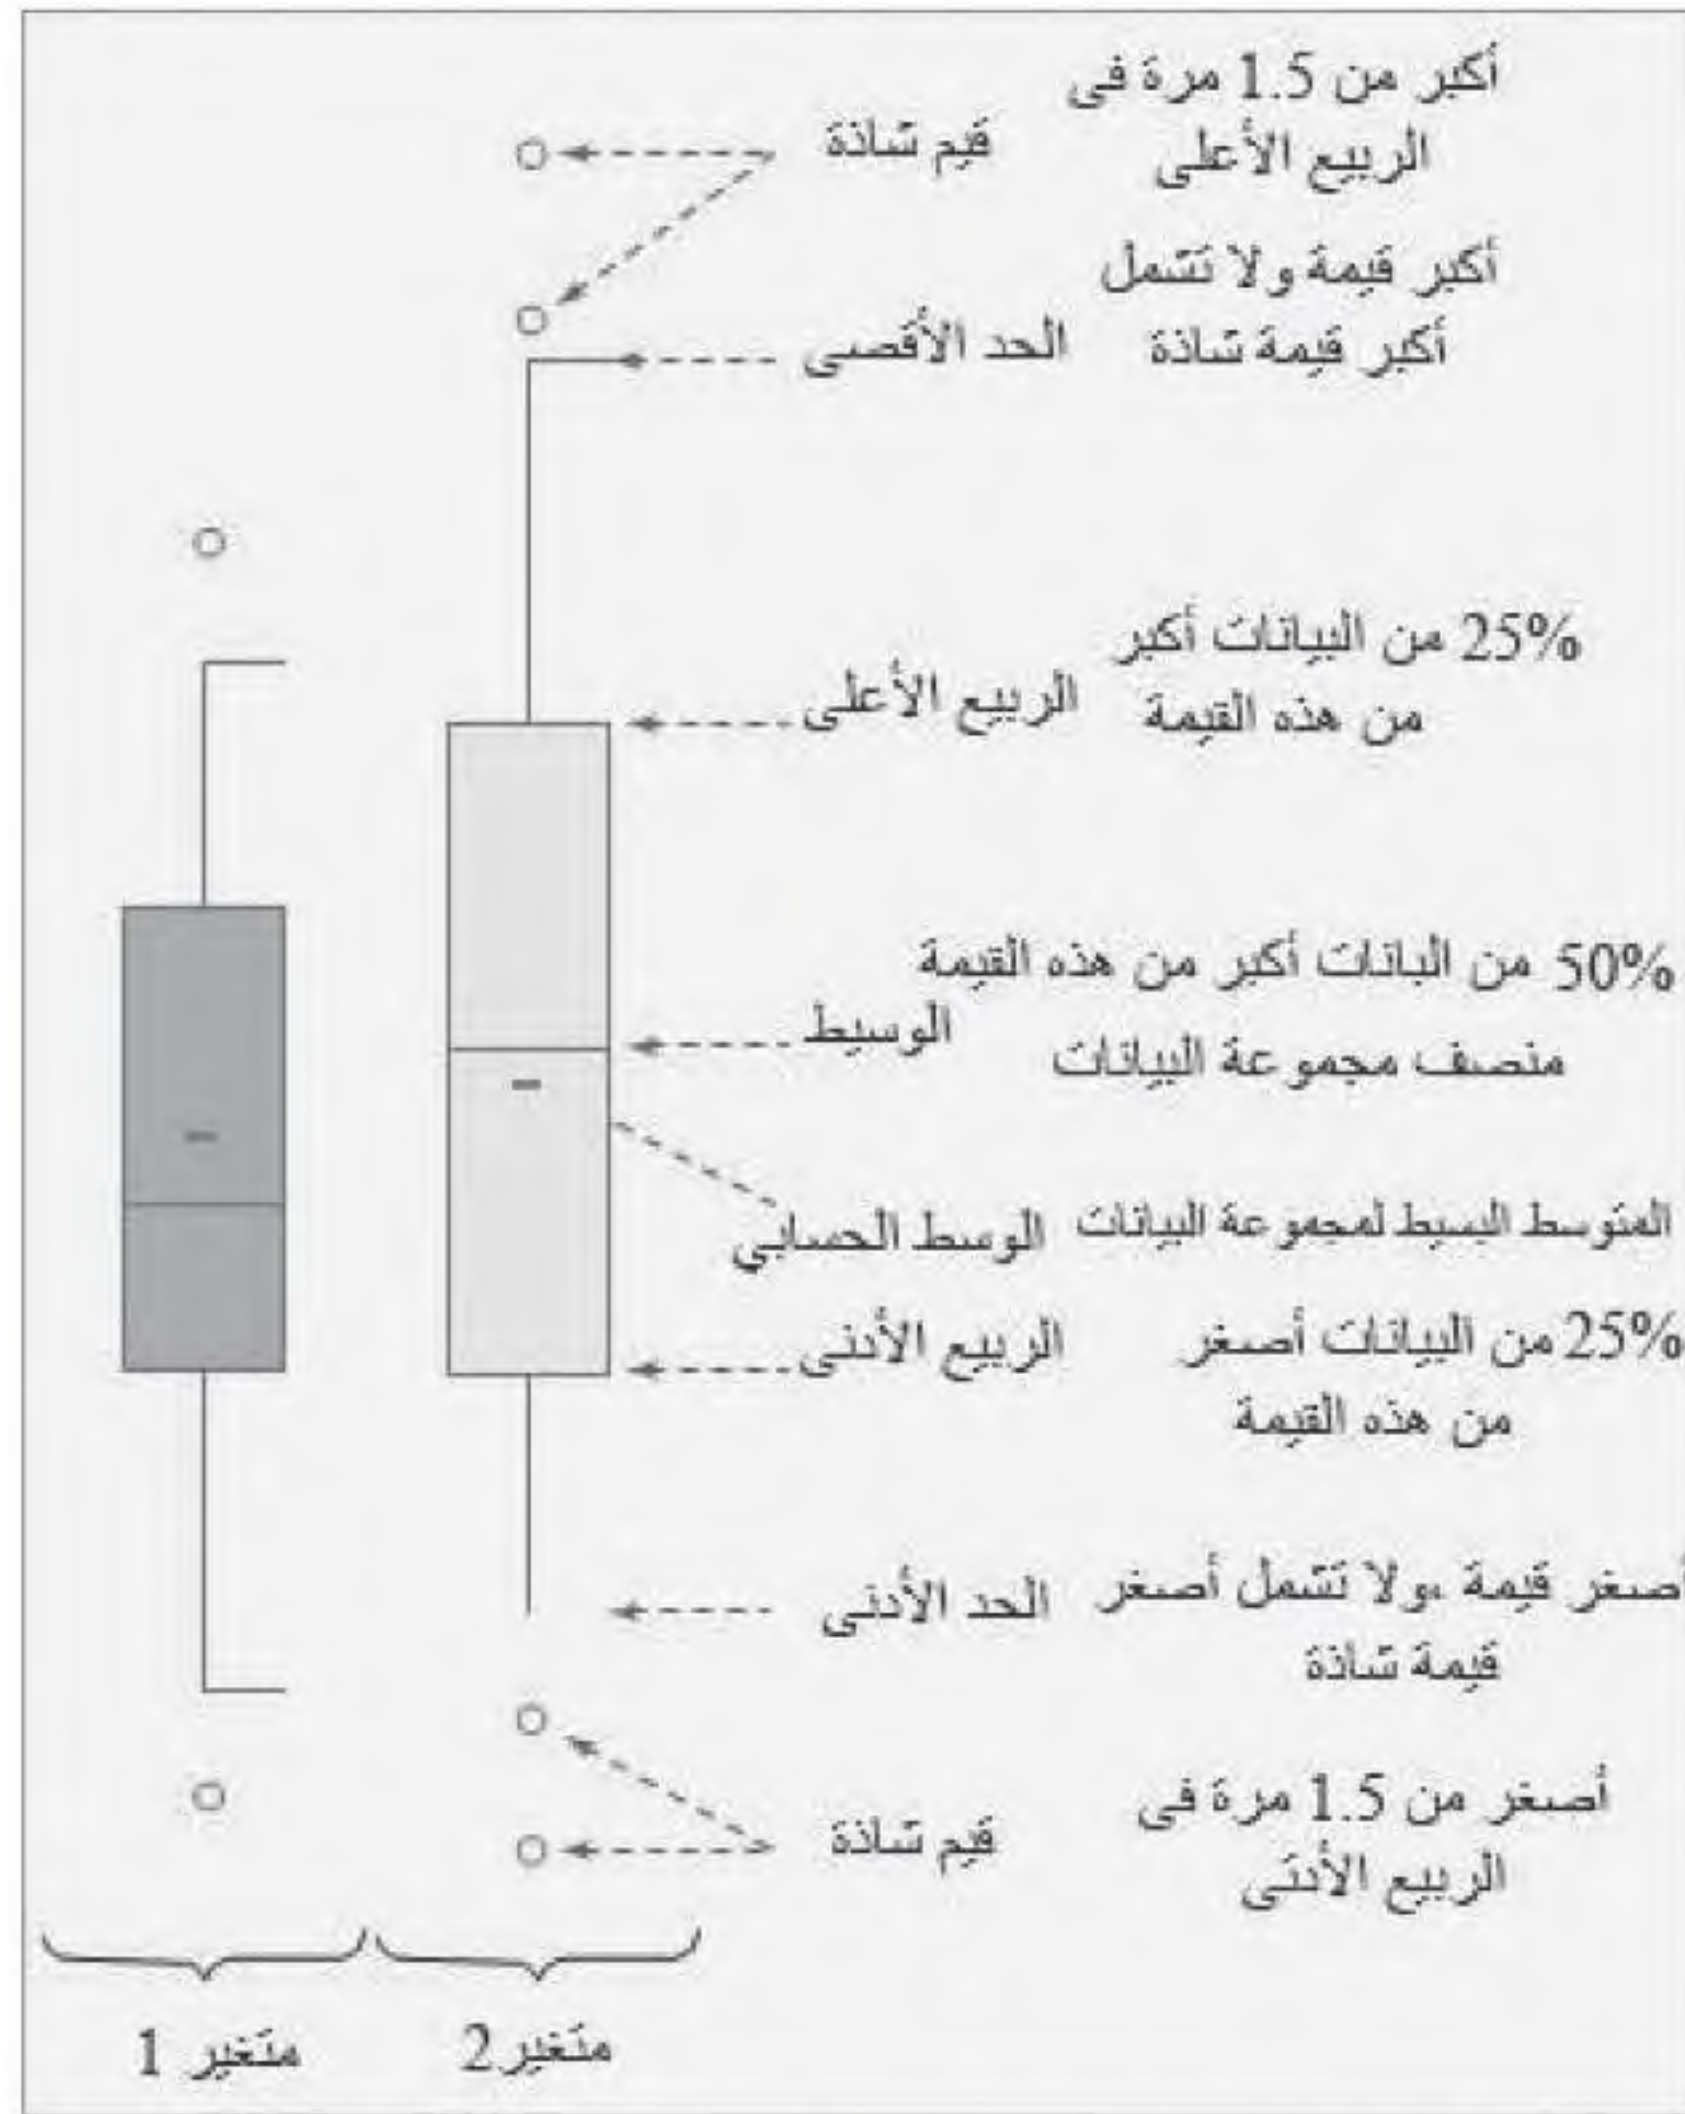 أكبر من 1.5 مرة فى
قيم شاذة
الربيع الأعلى
أكبر قيمة ولا تشمل
الحد الأقصى
أكبر قيمة شاذة
25% من البيانات أكبر
الربيع الأعلى
من هذه القيمة
50% من البانات أكبر من هذه القيمة
الوسيط
منصف مجموعة البيانات
المتوسط البسيط لمجموعة البيانات
الوسط الحسابى
25% من البيانات أصغر
الربيع الأدنى
من هذه القيمة
أصغر قيمة ،ولا تشمل أصغر
الحد الأدنى
قيمة شاذة
أصغر من 1.5 مرة فى
قيم شاذة
الربيع الأدنى
متغير 1
متغير2